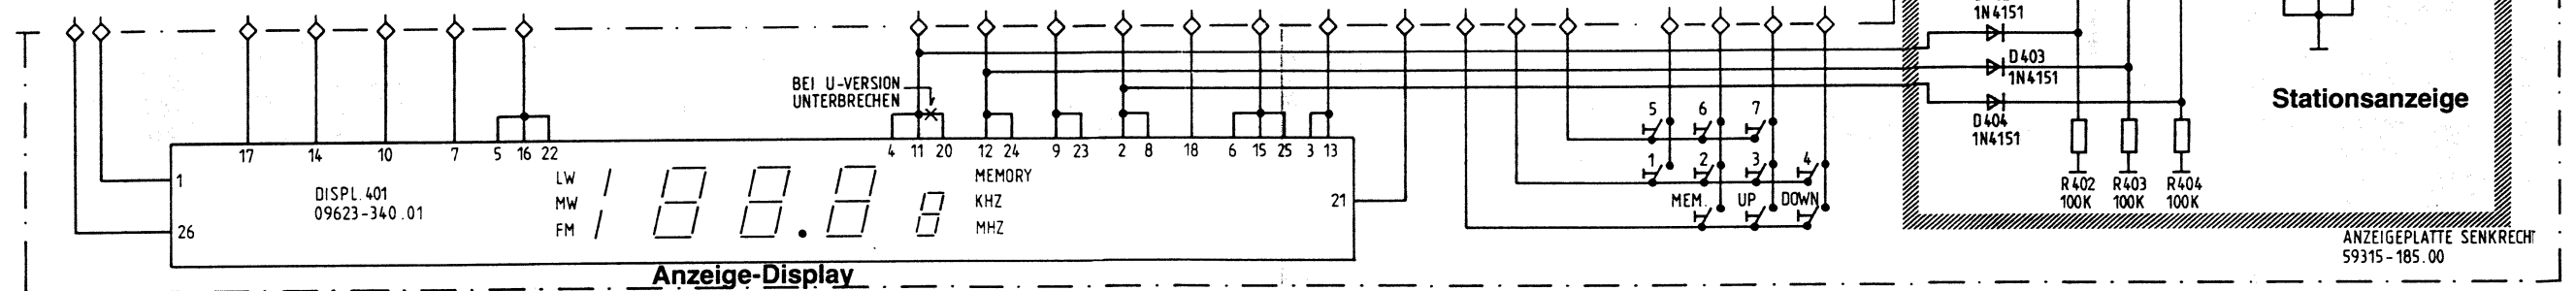 1N4151
D403
1N4151
D404
1N4151
Stationsanzeige
BEI U-VERSION
UNTERBRECHEN
5 6 7
1 2 3 4
MEM. UP DOWN
R402 R403 R404
100K 100K 100K
17 14 10 7 5 16 22 4 11 20 12 24 9 23 2 8 18 6 15 25 3 13
1
26
21
DISPL.401
09623-340.01
LW
MW
FM
MEMORY
KHZ
MHZ
Anzeige-Display
ANZEIGEPLATTE SENKRECHT
59315-185.00